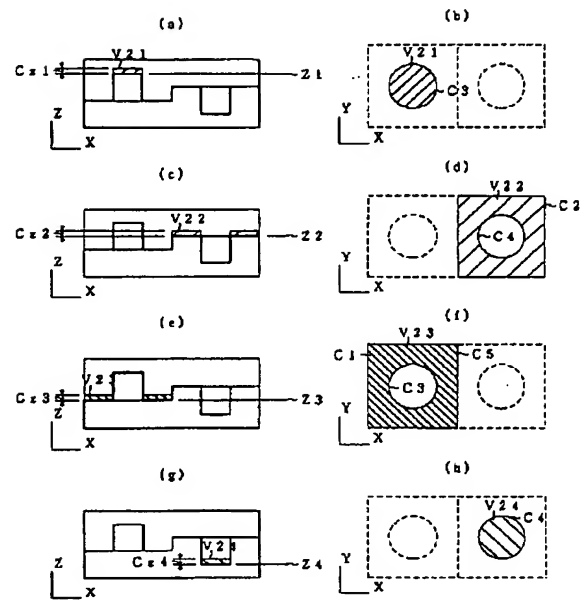 (a)
V21
Cz1
Z1
Z
X
(b)
V21
C3
Y
X
(c)
V22
Cz2
Z2
Z
X
(d)
V22
C2
C4
Y
X
(e)
V23
Cz3
Z3
Z
X
(f)
V23
C1
C5
C3
Y
X
(g)
V24
Cz4
Z4
Z
X
(h)
V24
C4
Y
X